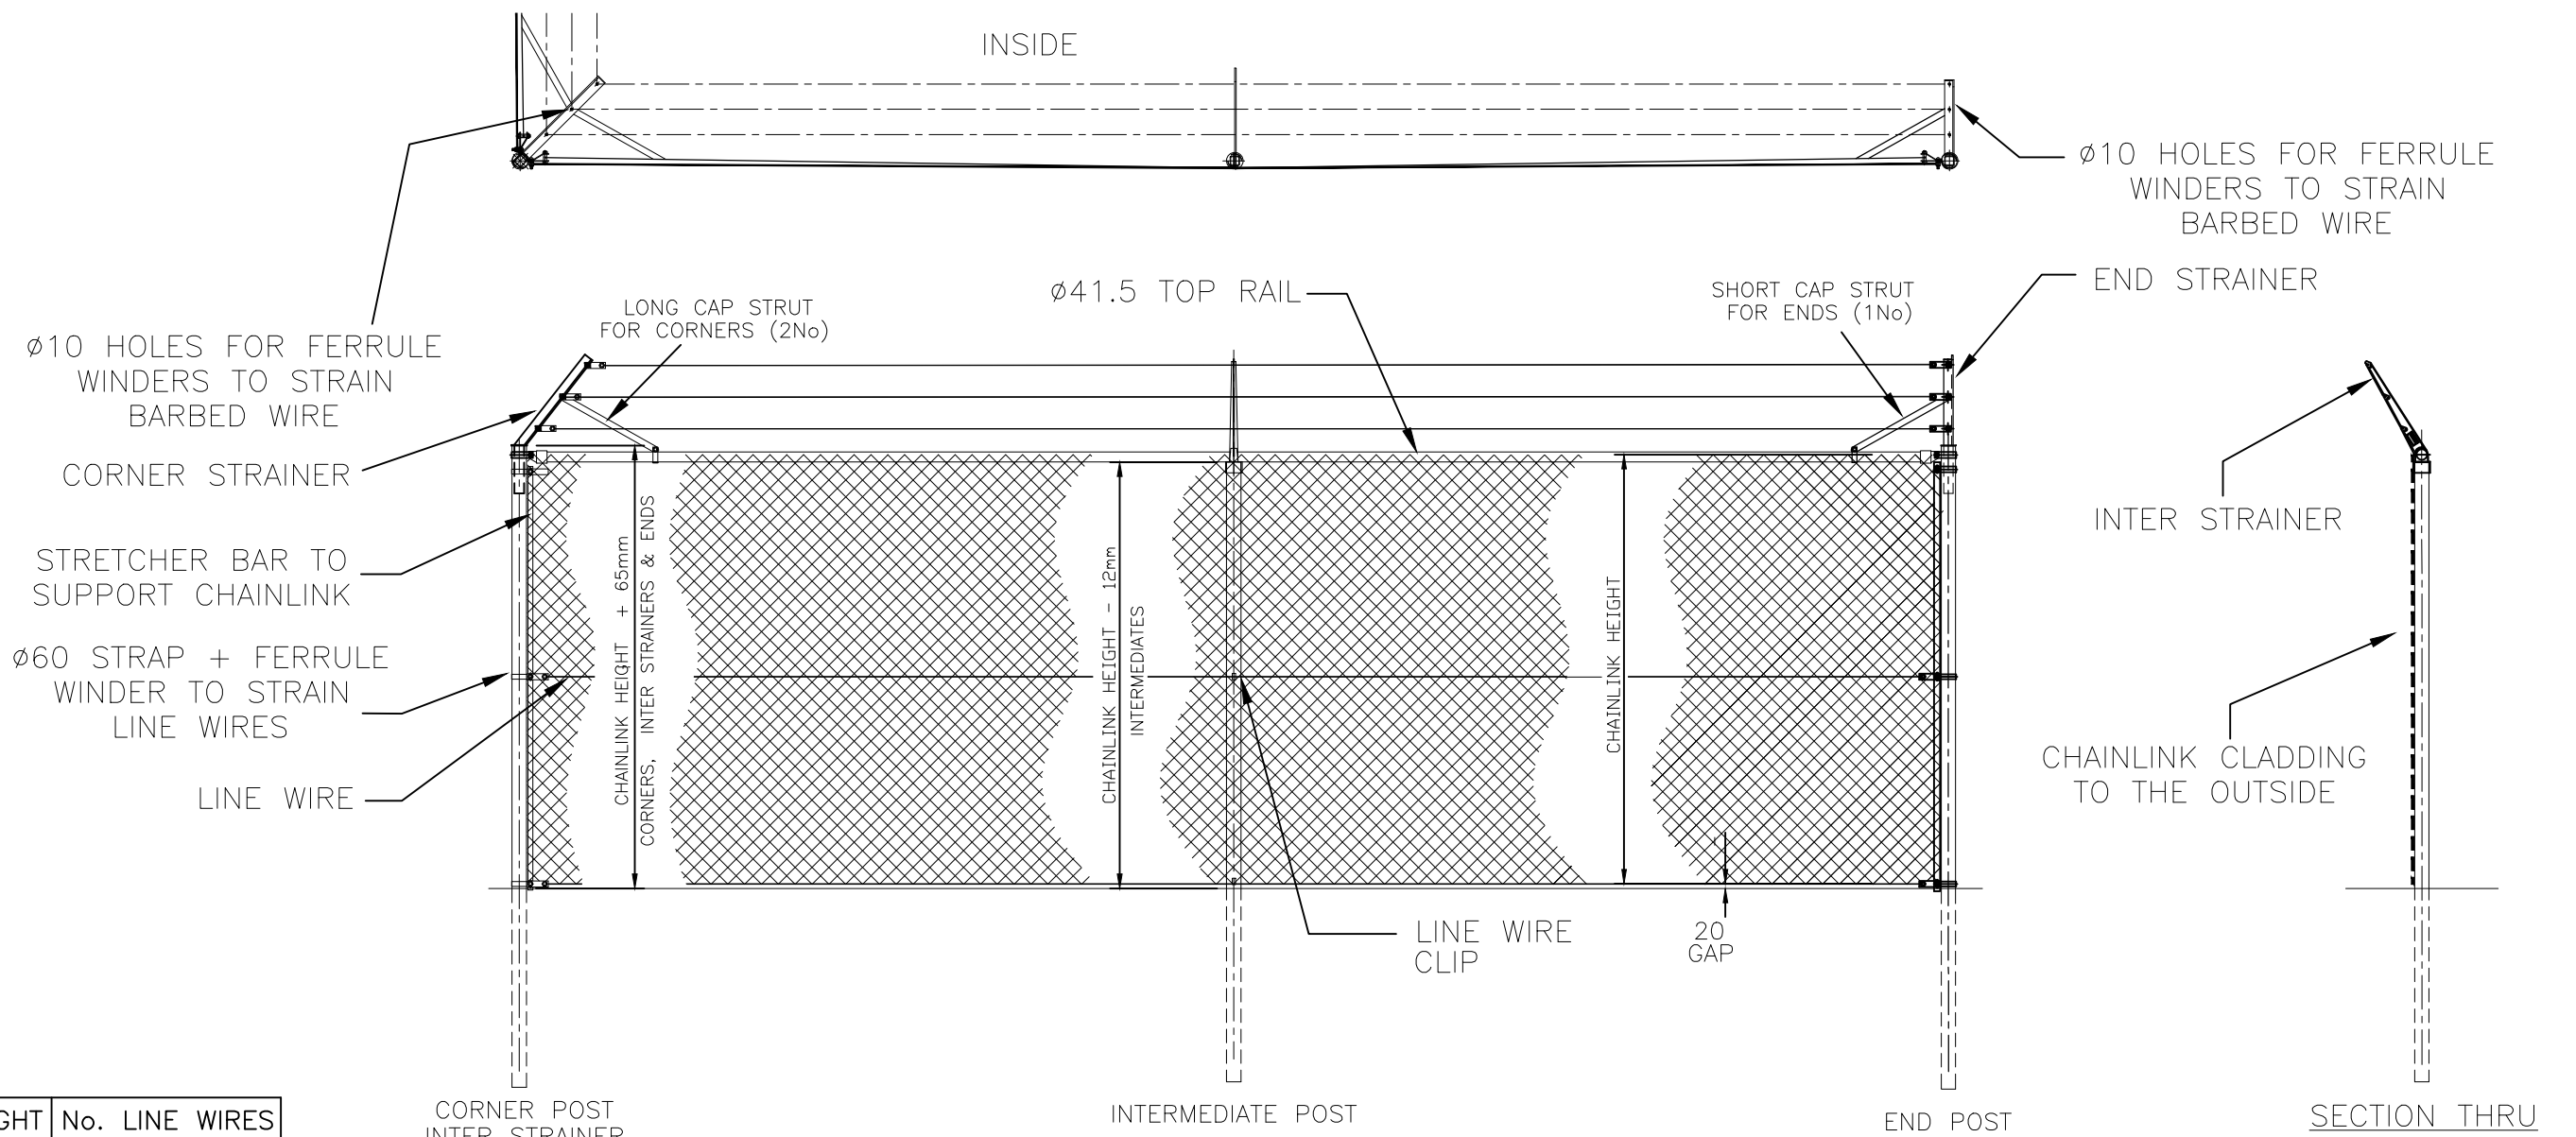 INSIDE
Ø10 HOLES FOR FERRULE
WINDERS TO STRAIN
BARBED WIRE
END STRAINER
Ø41.5 TOP RAIL
SHORT CAP STRUT
FOR ENDS (1No)
LONG CAP STRUT
FOR CORNERS (2No)
Ø10 HOLES FOR FERRULE
WINDERS TO STRAIN
BARBED WIRE
CORNER STRAINER
STRETCHER BAR TO
SUPPORT CHAINLINK
Ø60 STRAP + FERRULE
WINDER TO STRAIN
LINE WIRES
LINE WIRE
CHAINLINK HEIGHT + 65mm
CORNERS, INTER STRAINERS & ENDS
CHAINLINK HEIGHT - 12mm
INTERMEDIATES
CHAINLINK HEIGHT
INTER STRAINER
CHAINLINK CLADDING
TO THE OUTSIDE
LINE WIRE
CLIP
20
GAP
No. LINE WIRES
CORNER POST
INTER STRAINER
INTERMEDIATE POST
END POST
SECTION THRU